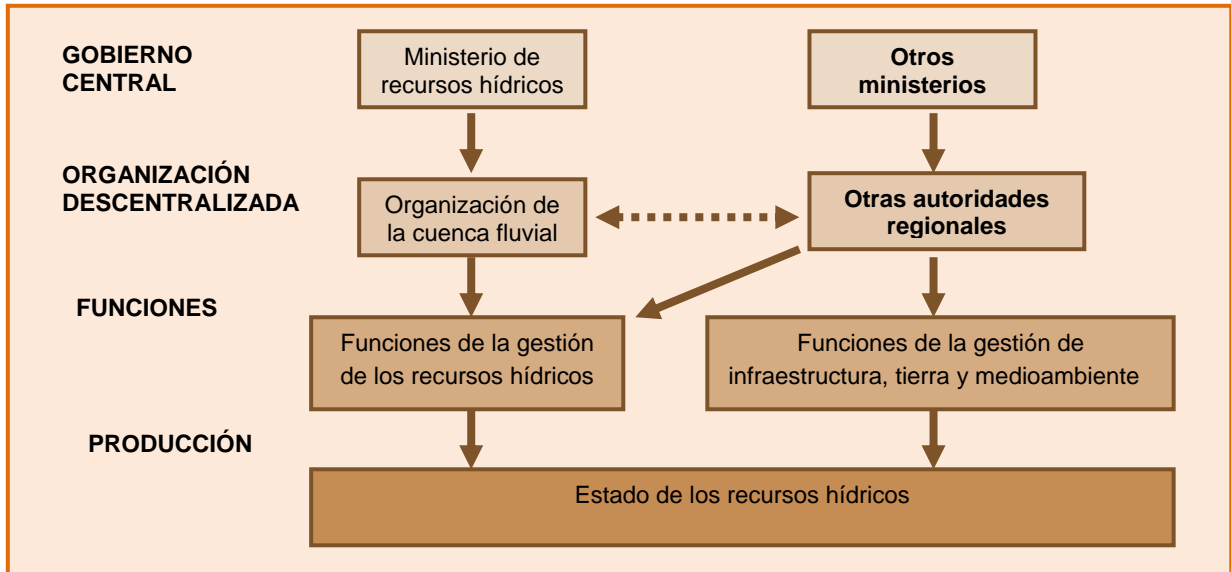 GOBIERNO
CENTRAL
Ministerio de
recursos hídricos
Otros
ministerios
ORGANIZACIÓN
DESCENTRALIZADA
Organización de
la cuenca fluvial
Otras autoridades
regionales
FUNCIONES
Funciones de la gestión
de los recursos hídricos
Funciones de la gestión de
infraestructura, tierra y medioambiente
PRODUCCIÓN
Estado de los recursos hídricos